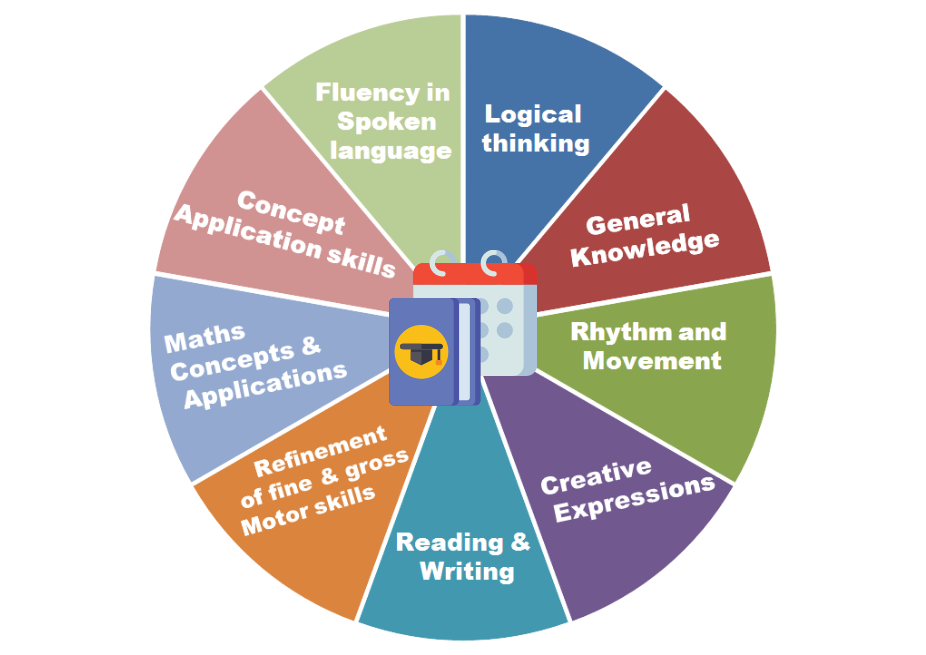 Fluency in
Spoken
language
Logical
thinking
General
Knowledge
Rhythm and
Movement
Creative
Expressions
Reading &
Writing
Refinement
of fine & gross
Motor skills
Maths
Concepts &
Applications
Concept
Application skills